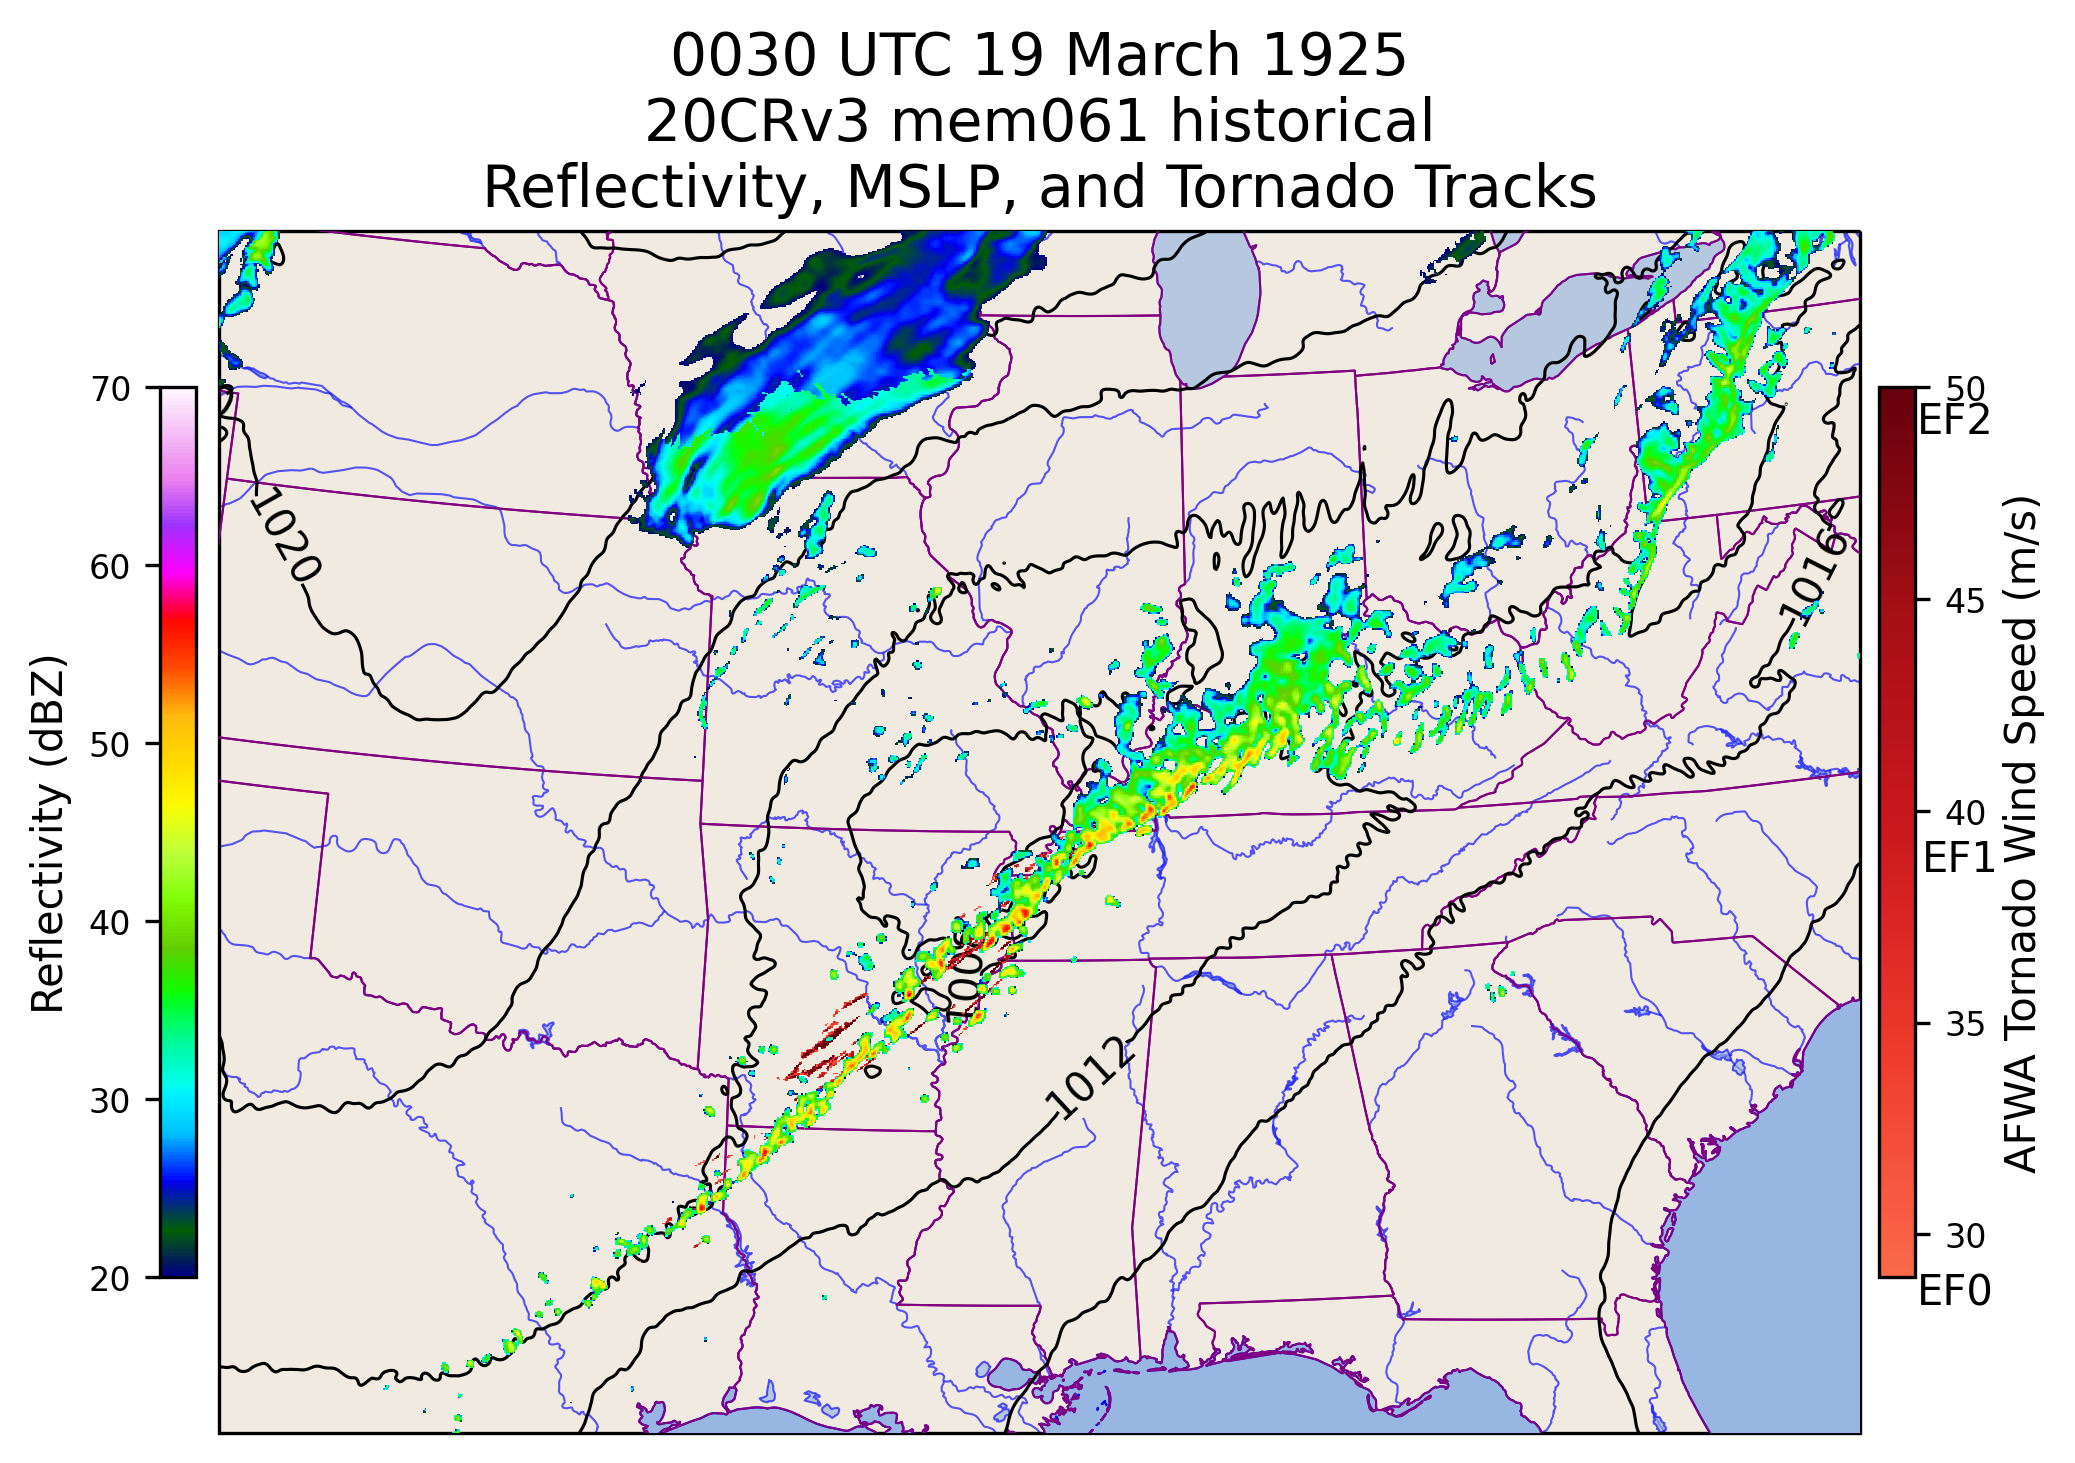 0030 UTC 19 March 1925
20CRv3 mem061 historical
Reflectivity, MSLP, and Tornado Tracks
70
60
50
40
30
20
Reflectivity (dBZ)
1020
1016
1012
50
EF2
45
40
EF1
35
30
EF0
AFWA Tornado Wind Speed (m/s)